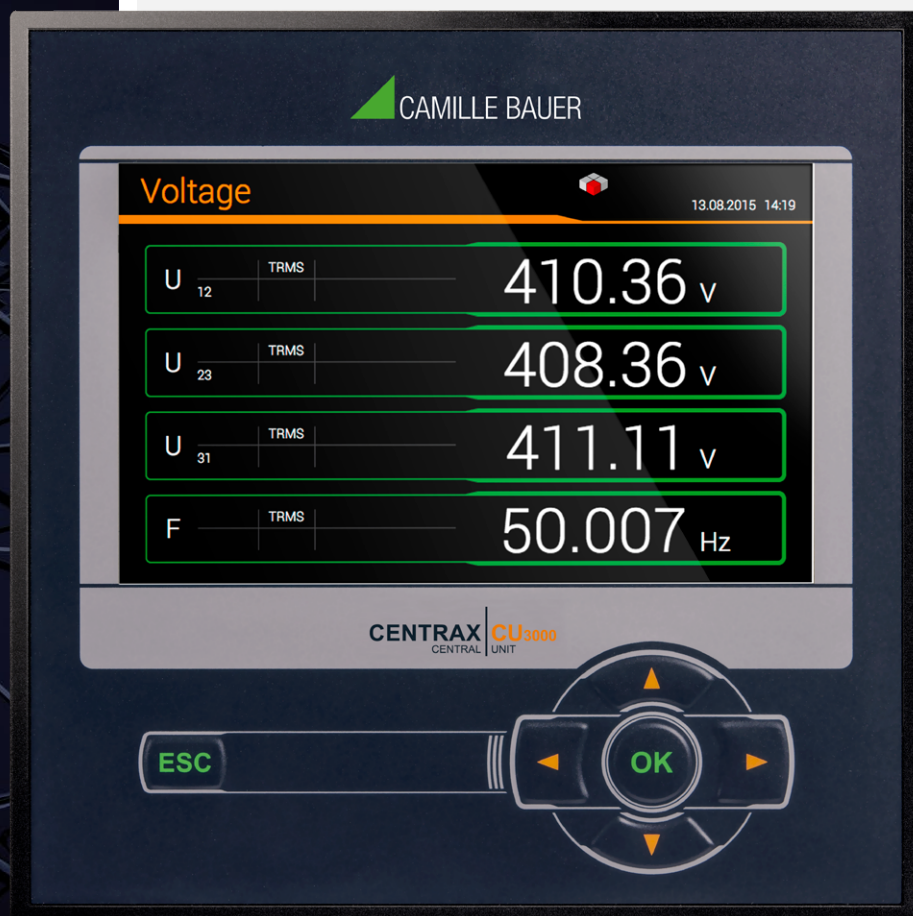 CAMILLE BAUER
Voltage
13.08.2015 14:19
U 12 TRMS 410.36 V
U 23 TRMS 408.36 V
U 31 TRMS 411.11 V
F TRMS 50.007 Hz
CENTRAX CU3000
CENTRAL UNIT
ESC
OK